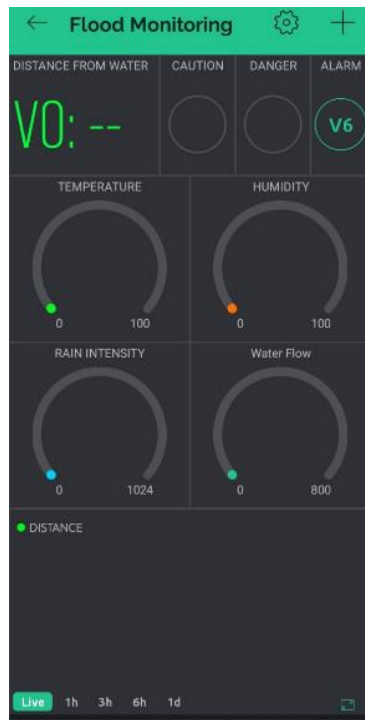 Flood Monitoring
DISTANCE FROM WATER CAUTION DANGER ALARM
V0: -- V6
TEMPERATURE HUMIDITY
0 100 0 100
RAIN INTENSITY Water Flow
0 1024 0 800
DISTANCE
Live 1h 3h 6h 1d